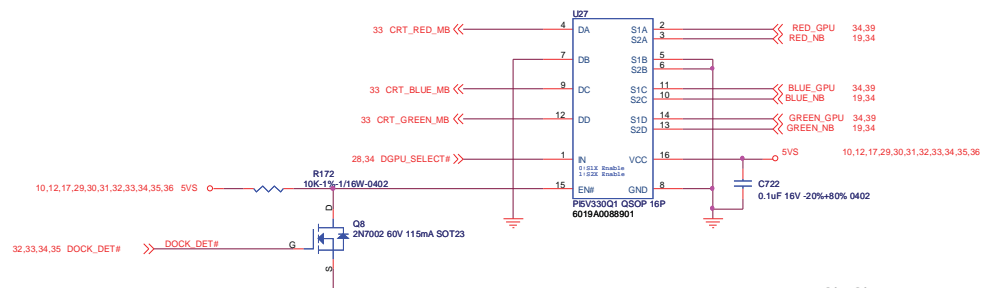 U27
33 CRT_RED_MB 4 DA S1A 2 RED_GPU 34,39
S2A 3 RED_NB 19,34
7 DB S1B 5
S2B 6
33 CRT_BLUE_MB 9 DC S1C 11 BLUE_GPU 34,39
S2C 10 BLUE_NB 19,34
33 CRT_GREEN_MB 12 DD S1D 14 GREEN_GPU 34,39
S2D 13 GREEN_NB 19,34
28,34 DGPU_SELECT# 1 IN VCC 16 5VS 10,12,17,29,30,31,32,33,34,35,36
0:S1X Enable
1:S2X Enable
R172
10K-1%-1/16W-0402
10,12,17,29,30,31,32,33,34,35,36 5VS 15 EN# GND 8
C722
0.1uF 16V -20%+80% 0402
PI5V330Q1 QSOP 16P
6019A0088901
D
Q8
2N7002 60V 115mA SOT23
32,33,34,35 DOCK_DET# DOCK_DET# G
S